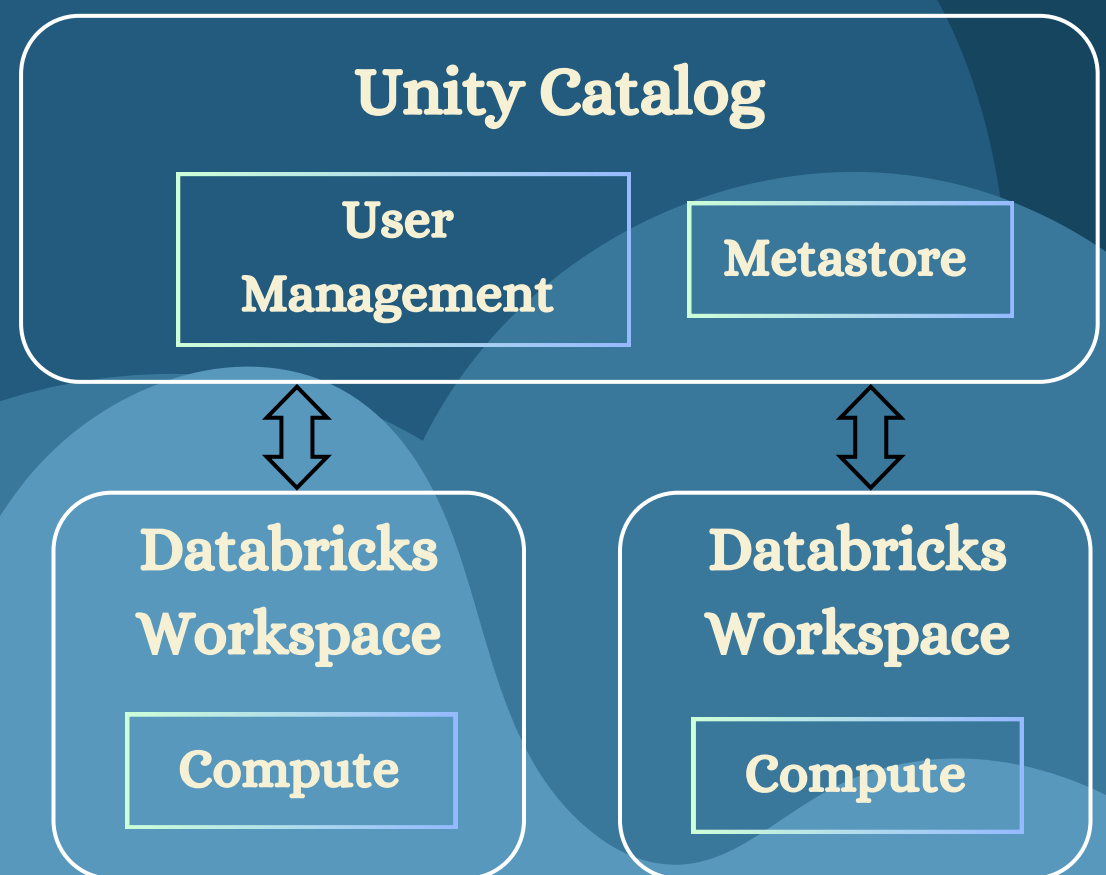 Unity Catalog
User
Management
Metastore
Databricks
Workspace
Compute
Databricks
Workspace
Compute